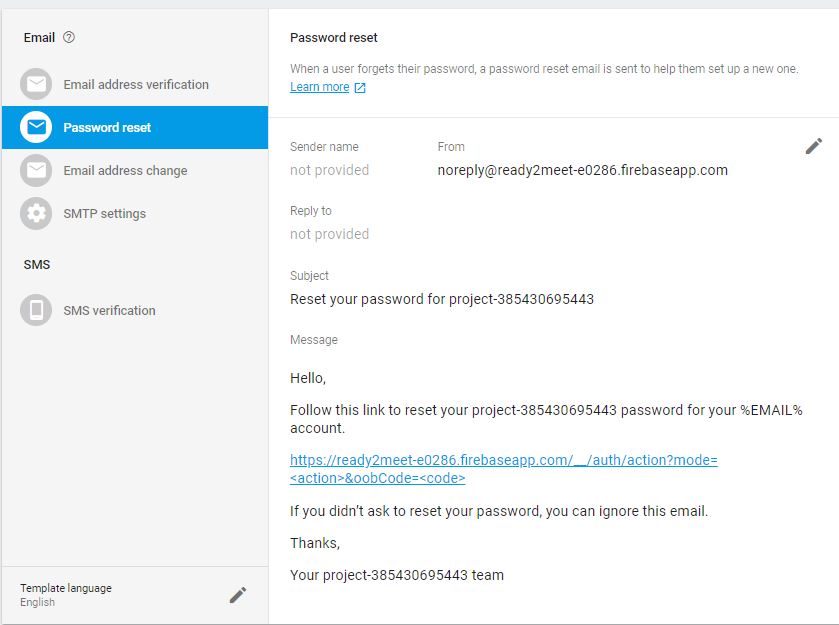 Email
Email address verification
Password reset
Email address change
SMTP settings
SMS
SMS verification
Template language
English
Password reset
When a user forgets their password, a password reset email is sent to help them set up a new one.
Learn more
Sender name
not provided
From
noreply@ready2meet-e0286.firebaseapp.com
Reply to
not provided
Subject
Reset your password for project-385430695443
Message
Hello,
Follow this link to reset your project-385430695443 password for your %EMAIL%
account.
https://ready2meet-e0286.firebaseapp.com/__/auth/action?mode=
<action>&oobCode=<code>
If you didn't ask to reset your password, you can ignore this email.
Thanks,
Your project-385430695443 team